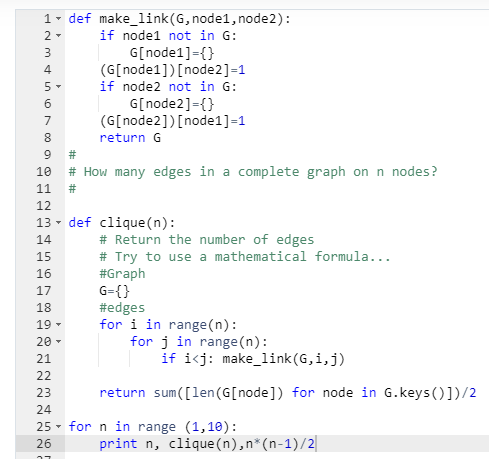 1 def make_link(G,node1,node2):
2     if node1 not in G:
3         G[node1]={}
4     (G[node1])[node2]=1
5     if node2 not in G:
6         G[node2]={}
7     (G[node2])[node1]=1
8     return G
9 #
10 # How many edges in a complete graph on n nodes?
11 #
12
13 def clique(n):
14     # Return the number of edges
15     # Try to use a mathematical formula...
16     #Graph
17     G={}
18     #edges
19     for i in range(n):
20         for j in range(n):
21             if i<j: make_link(G,i,j)
22
23     return sum([len(G[node]) for node in G.keys()])/2
24
25 for n in range (1,10):
26     print n, clique(n),n*(n-1)/2
27